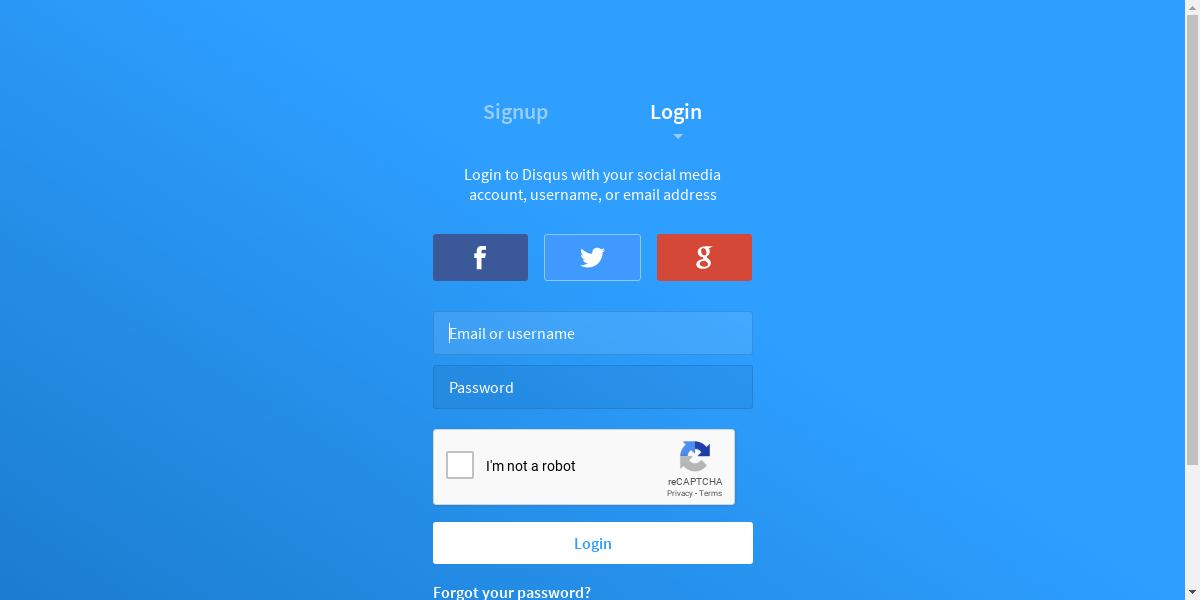 Signup
Login
Login to Disqus with your social media
account, username, or email address
Email or username
Password
I'm not a robot
reCAPTCHA
Privacy - Terms
Login
Forgot your password?